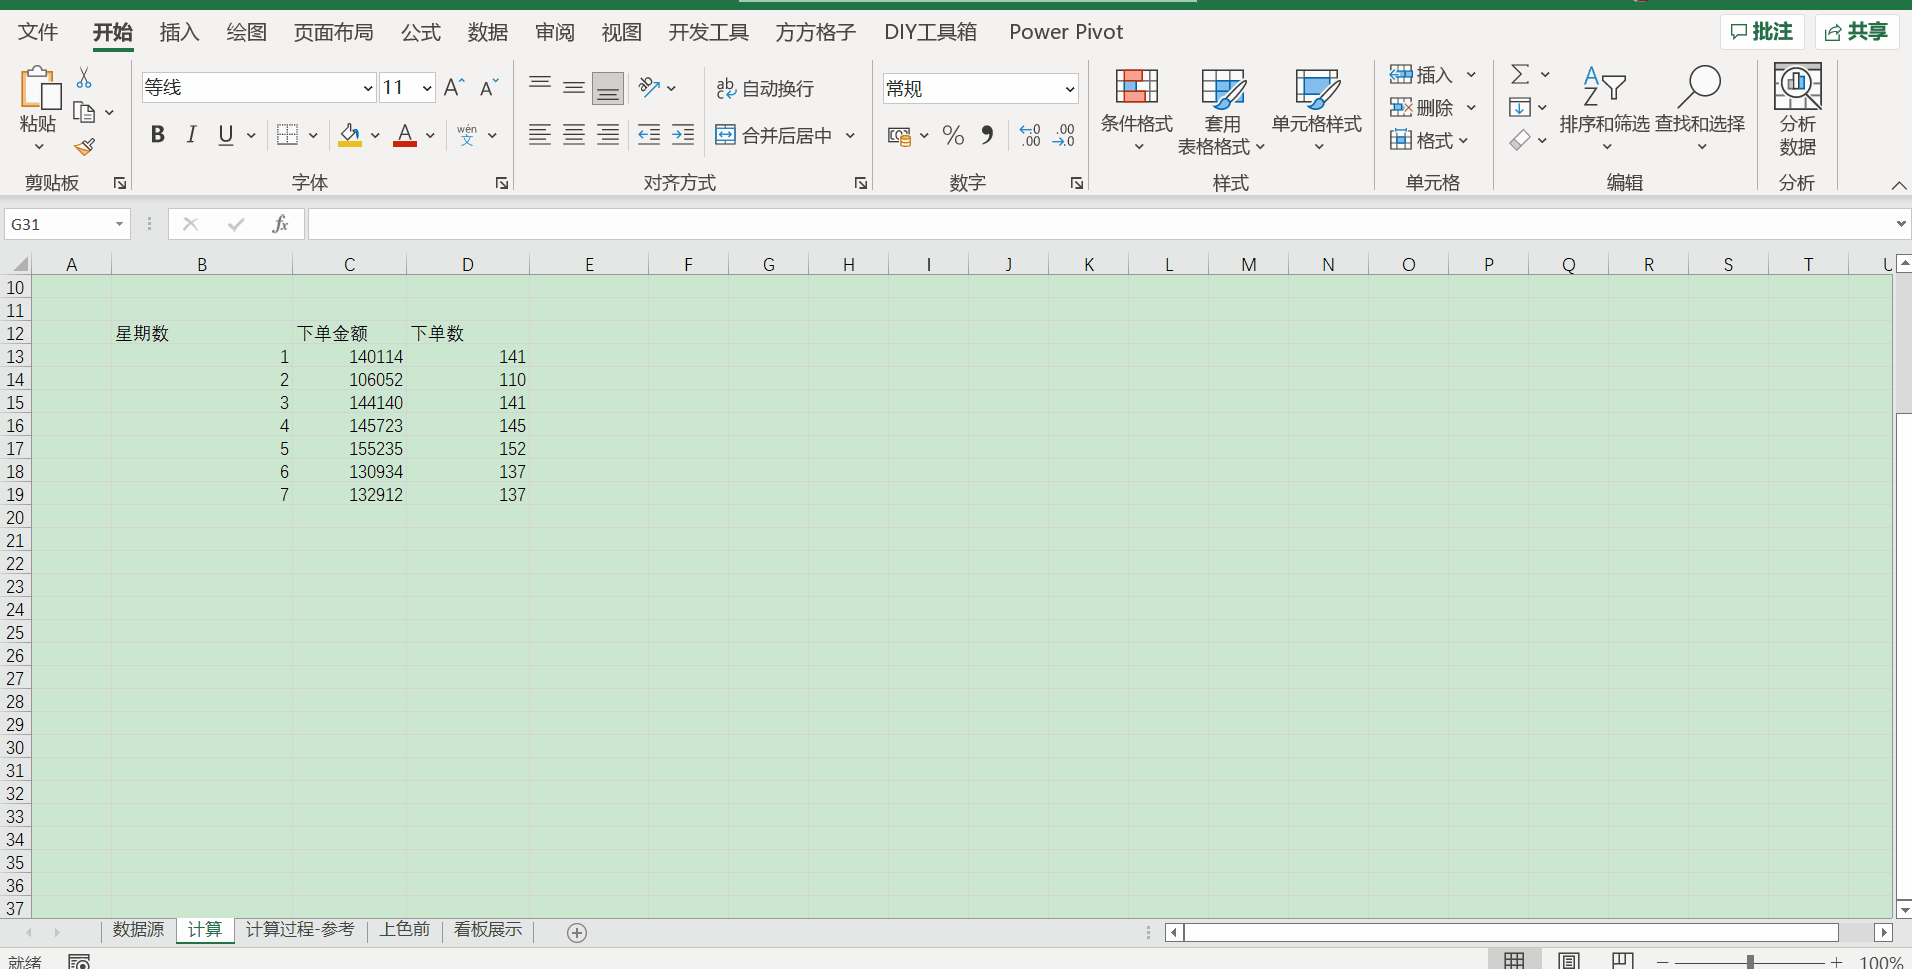 文件 开始 插入 绘图 页面布局 公式 数据 审阅 视图 开发工具 方方格子 DIY工具箱 Power Pivot 批注 共享
粘贴 等线 11 A A ab 自动换行 常规 条件格式 套用 表格格式 单元格样式 插入 删除 格式 排序和筛选 查找和选择 分析 数据
B I U A wén 文 合并后居中 % .00 .00
剪贴板 字体 对齐方式 数字 样式 单元格 编辑 分析
G31 fx
A B C D E F G H I J K L M N O P Q R S T U
10
11
12 星期数 下单金额 下单数
13 1 140114 141
14 2 106052 110
15 3 144140 141
16 4 145723 145
17 5 155235 152
18 6 130934 137
19 7 132912 137
20
21
22
23
24
25
26
27
28
29
30
31
32
33
34
35
36
37
数据源 计算 计算过程-参考 上色前 看板展示
就绪 100%